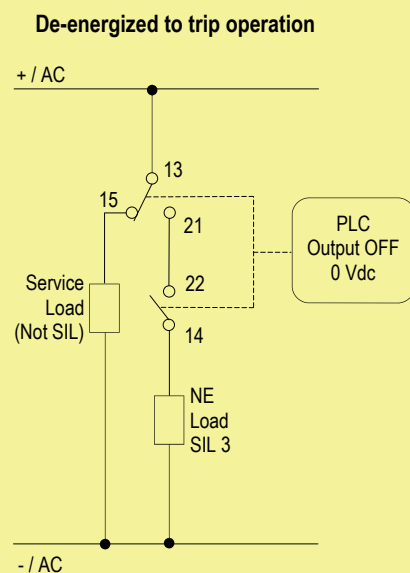 De-energized to trip operation
+ / AC
13
15
21
PLC
Output OFF
0 Vdc
Service
Load
(Not SIL)
22
14
NE
Load
SIL 3
- / AC